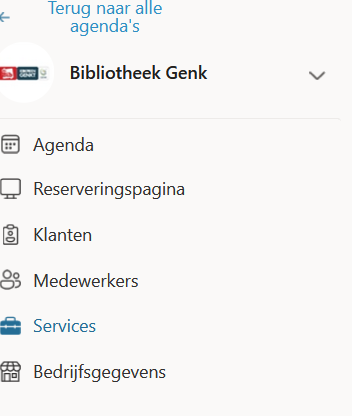 Terug naar alle
agenda's
Bibliotheek Genk
Agenda
Reserveringspagina
Klanten
Medewerkers
Services
Bedrijfsgegevens